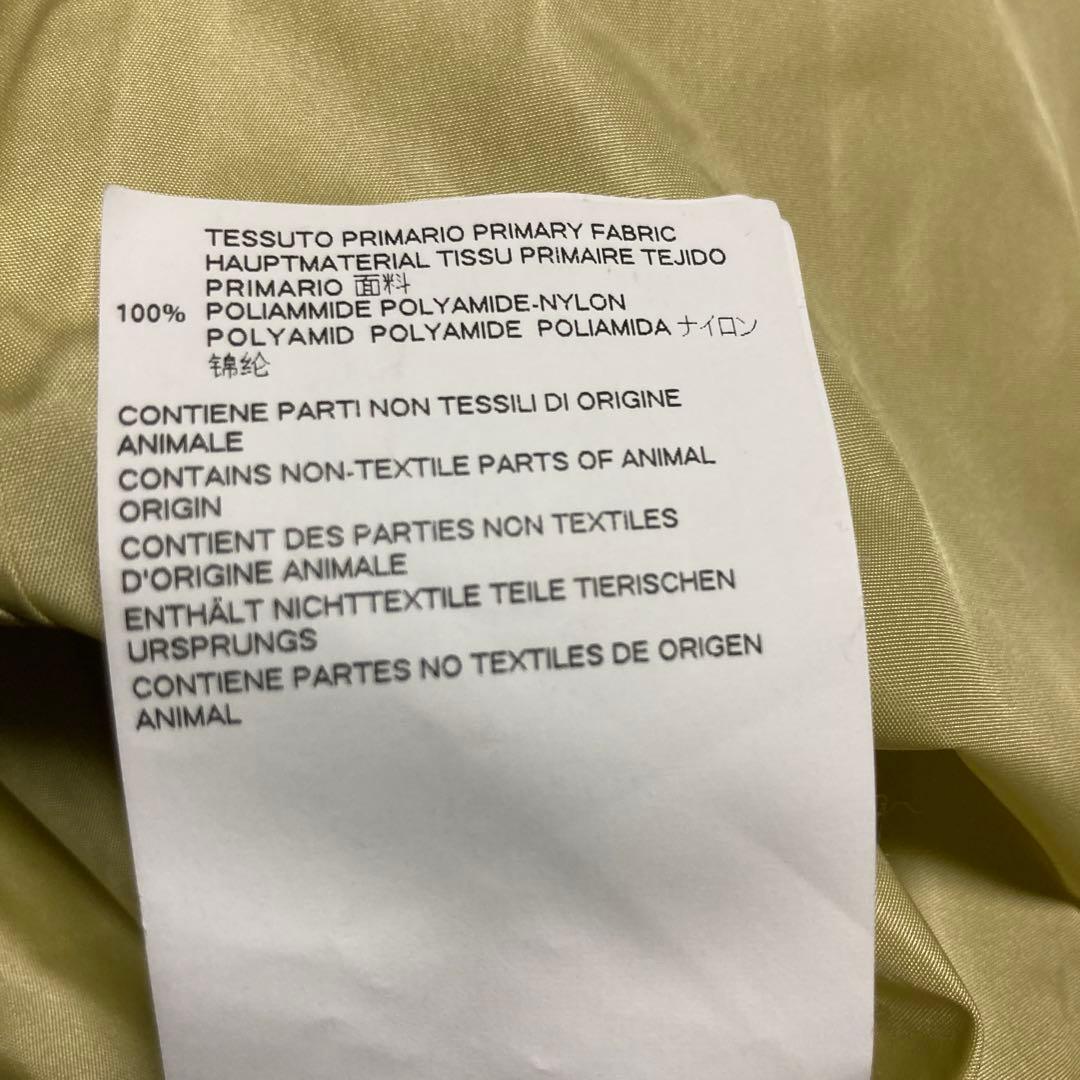 TESSUTO PRIMARIO PRIMARY FABRIC
HAUPTMATERIAL TISSU PRIMAIRE TEJIDO
PRIMARIO 面料
100% POLIAMMIDE POLYAMIDE-NYLON
POLYAMID POLYAMIDE POLIAMIDA ナイロン
锦纶
CONTIENE PARTI NON TESSILI DI ORIGINE
ANIMALE
CONTAINS NON-TEXTILE PARTS OF ANIMAL
ORIGIN
CONTIENT DES PARTIES NON TEXTILES
D'ORIGINE ANIMALE
ENTHÄLT NICHTTEXTILE TEILE TIERISCHEN
URSPRUNGS
CONTIENE PARTES NO TEXTILES DE ORIGEN
ANIMAL